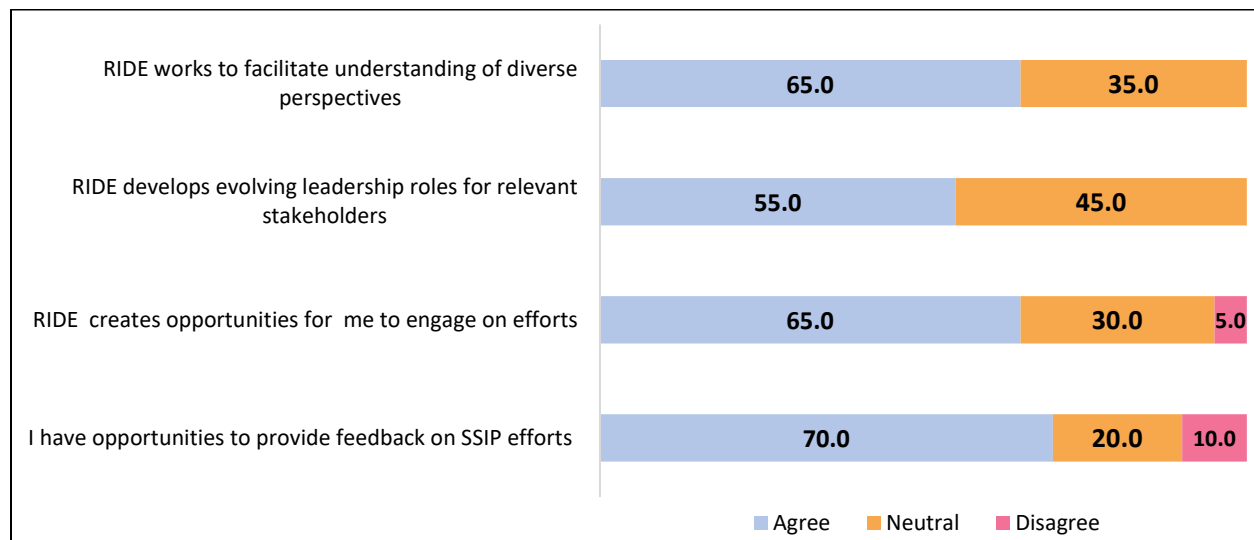 RIDE works to facilitate understanding of diverse
perspectives
65.0 35.0
RIDE develops evolving leadership roles for relevant
stakeholders
55.0 45.0
RIDE  creates opportunities for  me to engage on efforts
65.0 30.0 5.0
I have opportunities to provide feedback on SSIP efforts
70.0 20.0 10.0
Agree Neutral Disagree